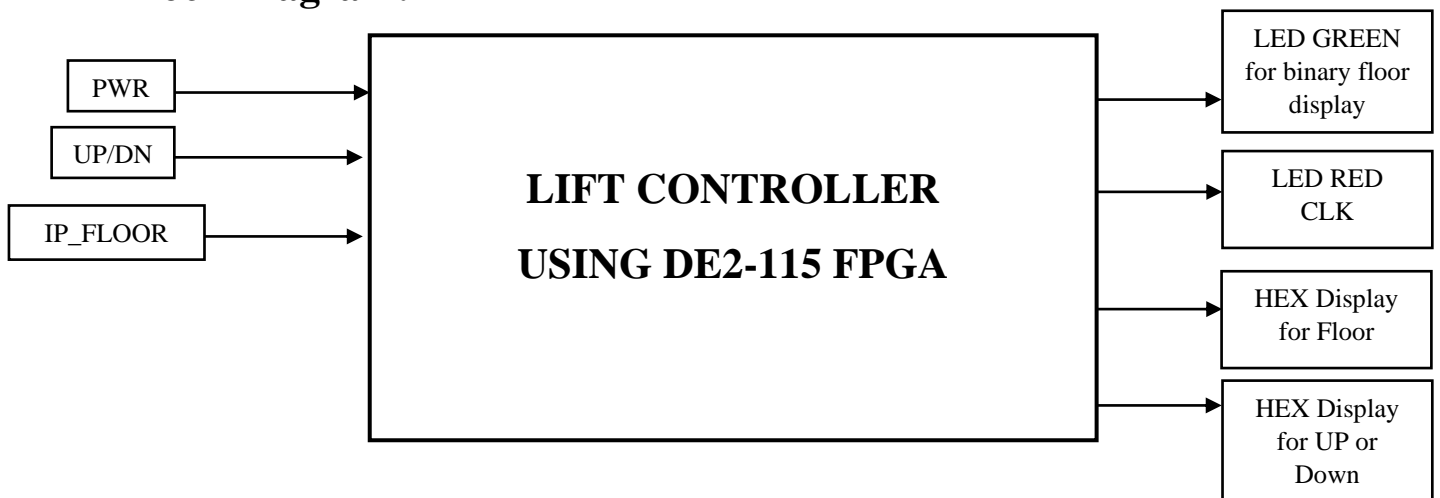 PWR
UP/DN
IP_FLOOR
LIFT CONTROLLER
USING DE2-115 FPGA
LED GREEN
for binary floor
display
LED RED
CLK
HEX Display
for Floor
HEX Display
for UP or
Down